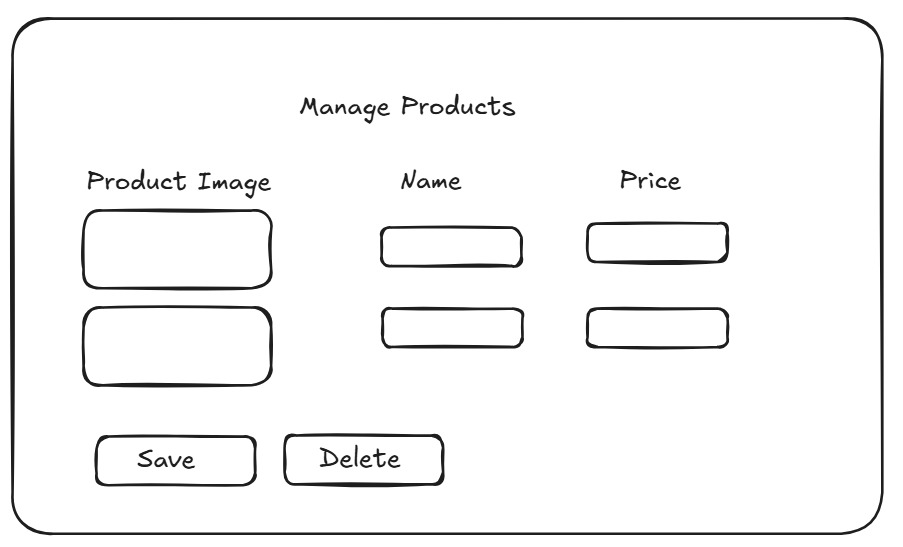 Manage Products
Product Image Name Price
Save Delete